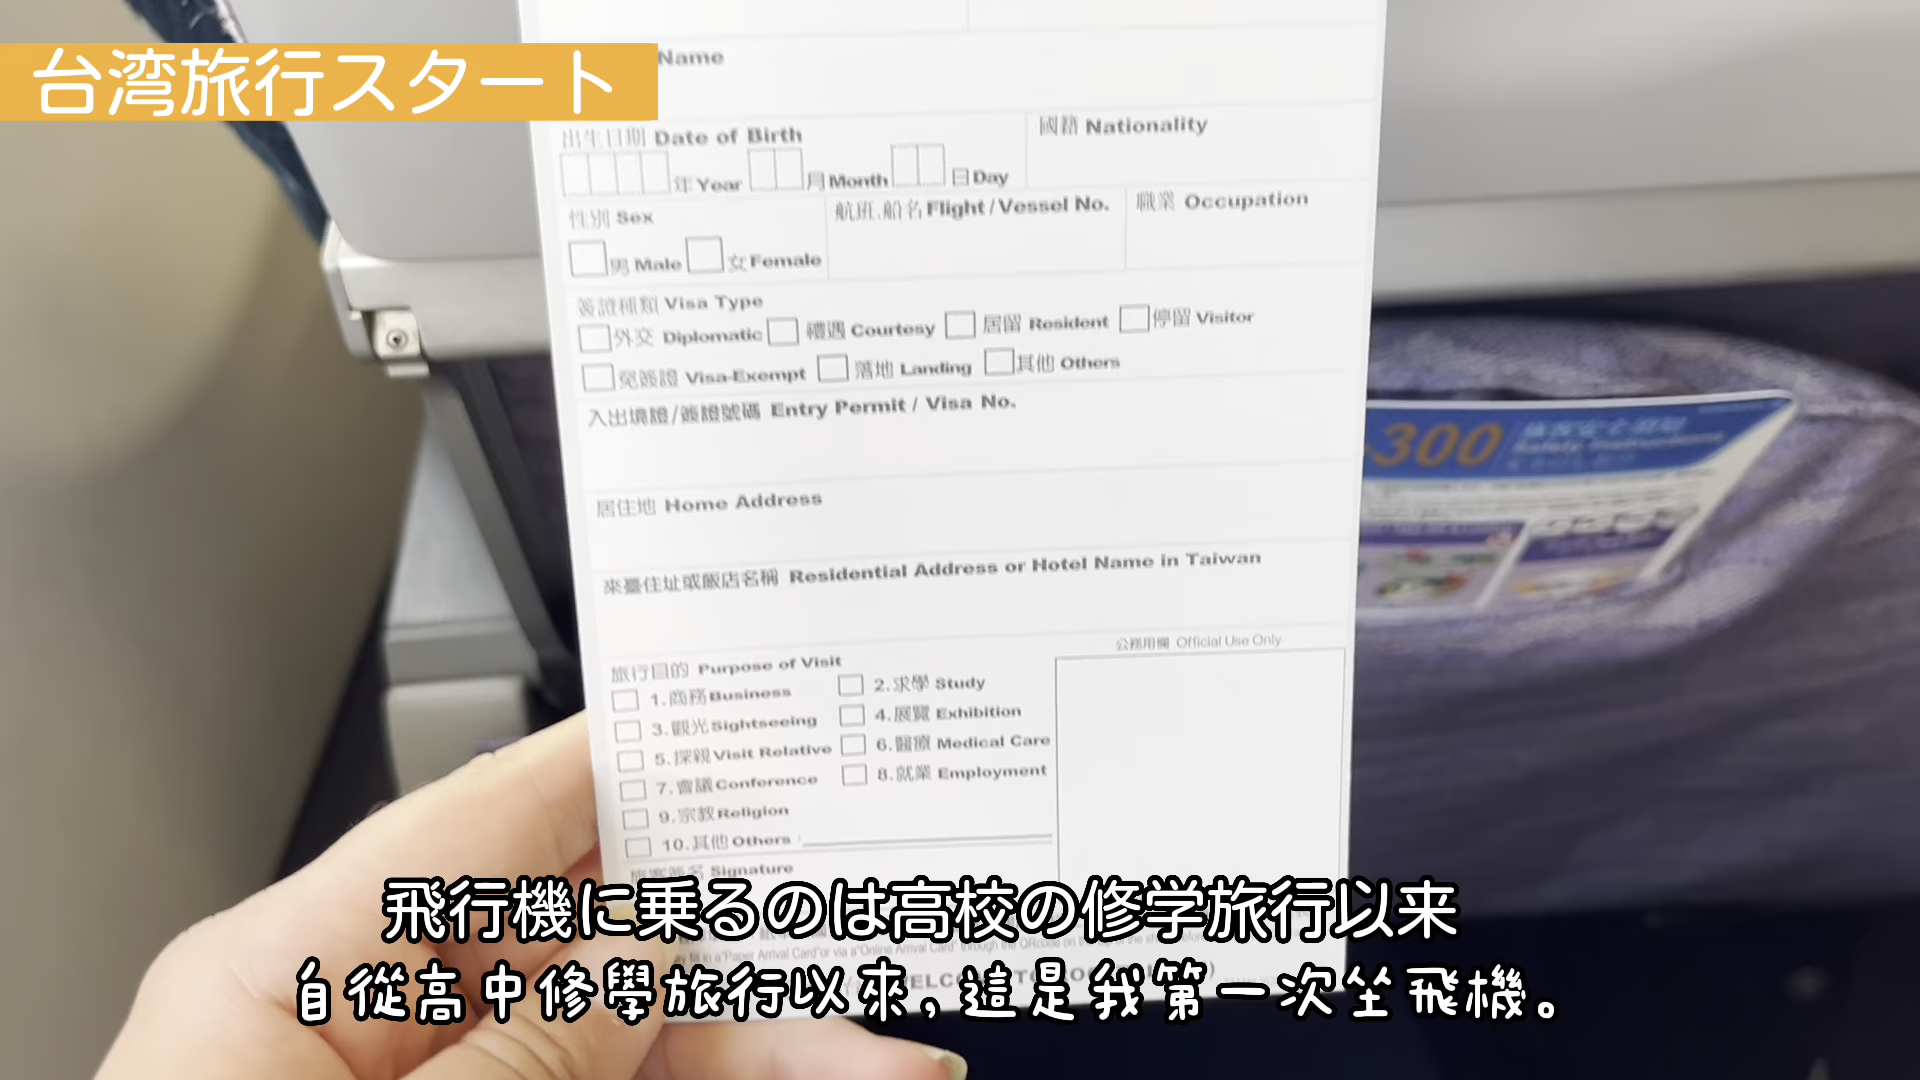 台湾旅行スタート
Name
出生日期 Date of Birth
年 Year 月 Month 日 Day
國籍 Nationality
性別 Sex
男 Male 女 Female
航班.船名 Flight / Vessel No.
職業 Occupation
簽證種類 Visa Type
外交 Diplomatic 禮遇 Courtesy 居留 Resident 停留 Visitor
免簽證 Visa-Exempt 落地 Landing 其他 Others
入出境證/簽證號碼 Entry Permit / Visa No.
居住地 Home Address
來臺住址或飯店名稱 Residential Address or Hotel Name in Taiwan
旅行目的 Purpose of Visit
公務用欄 Official Use Only
1.商務 Business 2.求學 Study
3.觀光 Sightseeing 4.展覽 Exhibition
5.探親 Visit Relative 6.醫療 Medical Care
7.會議 Conference 8.就業 Employment
9.宗教 Religion
10.其他 Others
旅客簽名 Signature
-300
Safety Instructions
飛行機に乗るのは高校の修学旅行以来
自從高中修學旅行以來，這是我第一次坐飛機。